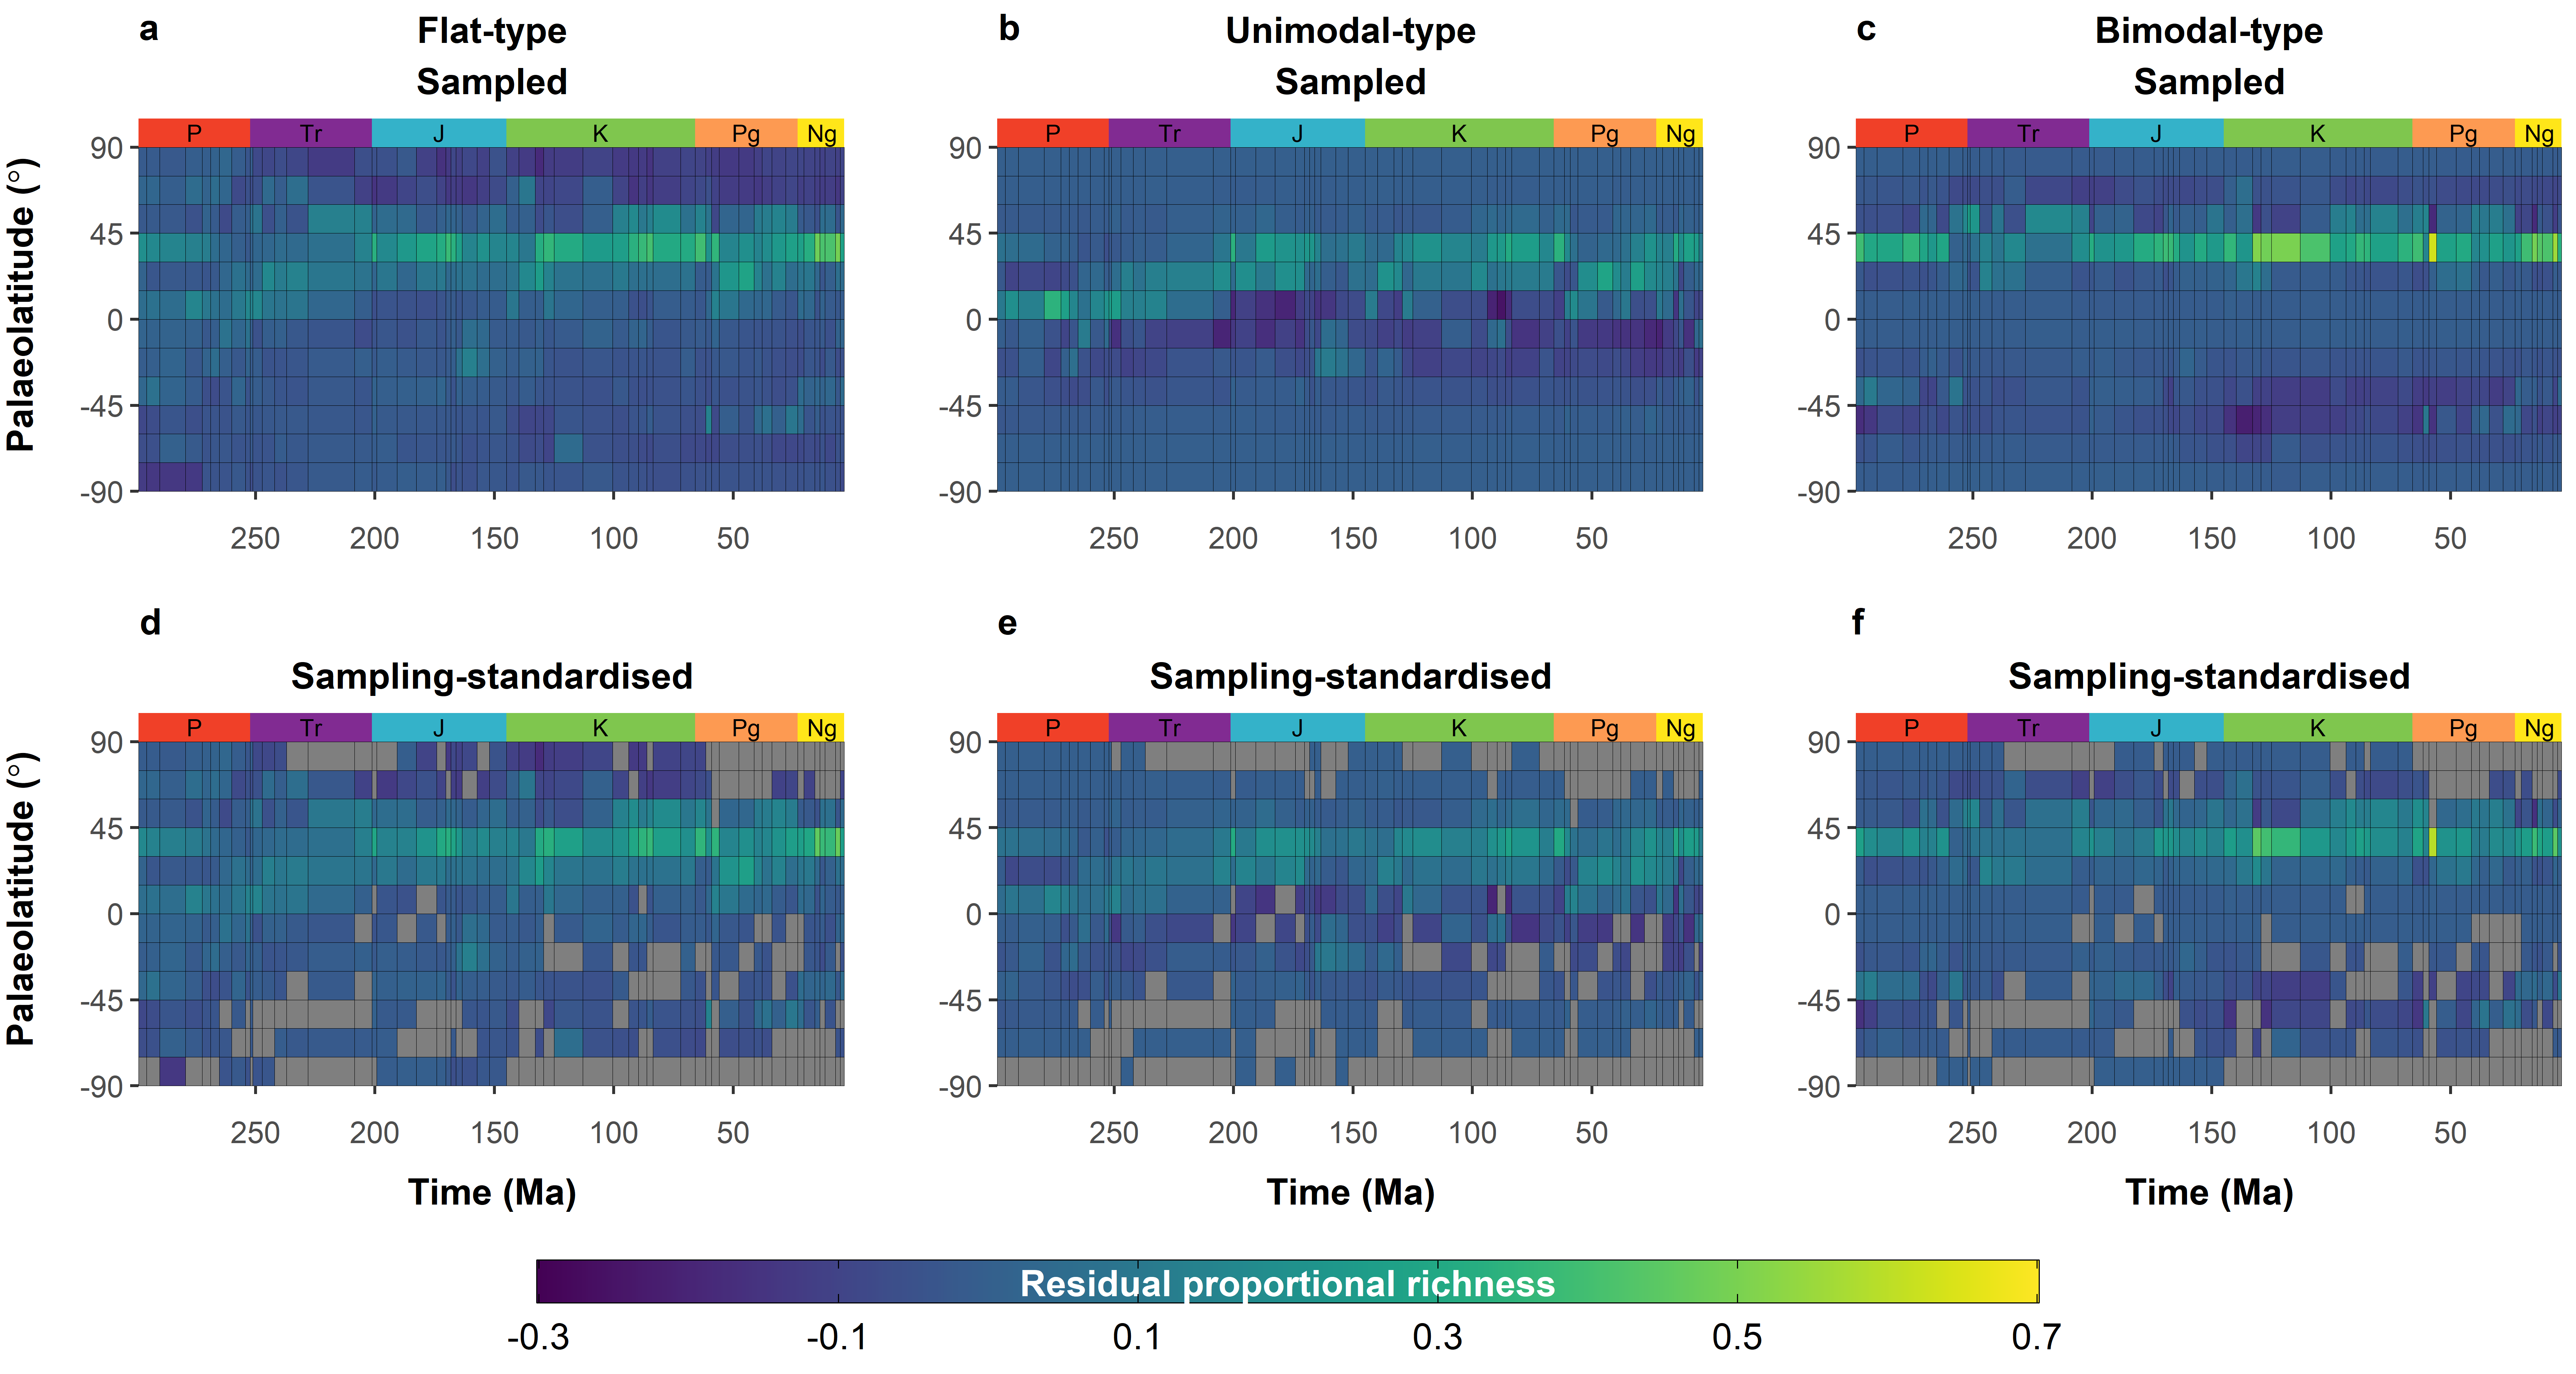 a Flat-type b Unimodal-type c Bimodal-type
Sampled Sampled Sampled
P Tr J K Pg Ng P Tr J K Pg Ng P Tr J K Pg Ng
90 90 90
45 45 45
0 0 0
-45 -45 -45
-90 -90 -90
Palaeolatitude (°)
250 200 150 100 50 250 200 150 100 50 250 200 150 100 50
d e f
Sampling-standardised Sampling-standardised Sampling-standardised
P Tr J K Pg Ng P Tr J K Pg Ng P Tr J K Pg Ng
90 90 90
45 45 45
0 0 0
-45 -45 -45
-90 -90 -90
Palaeolatitude (°)
250 200 150 100 50 250 200 150 100 50 250 200 150 100 50
Time (Ma) Time (Ma) Time (Ma)
Residual proportional richness
-0.3 -0.1 0.1 0.3 0.5 0.7